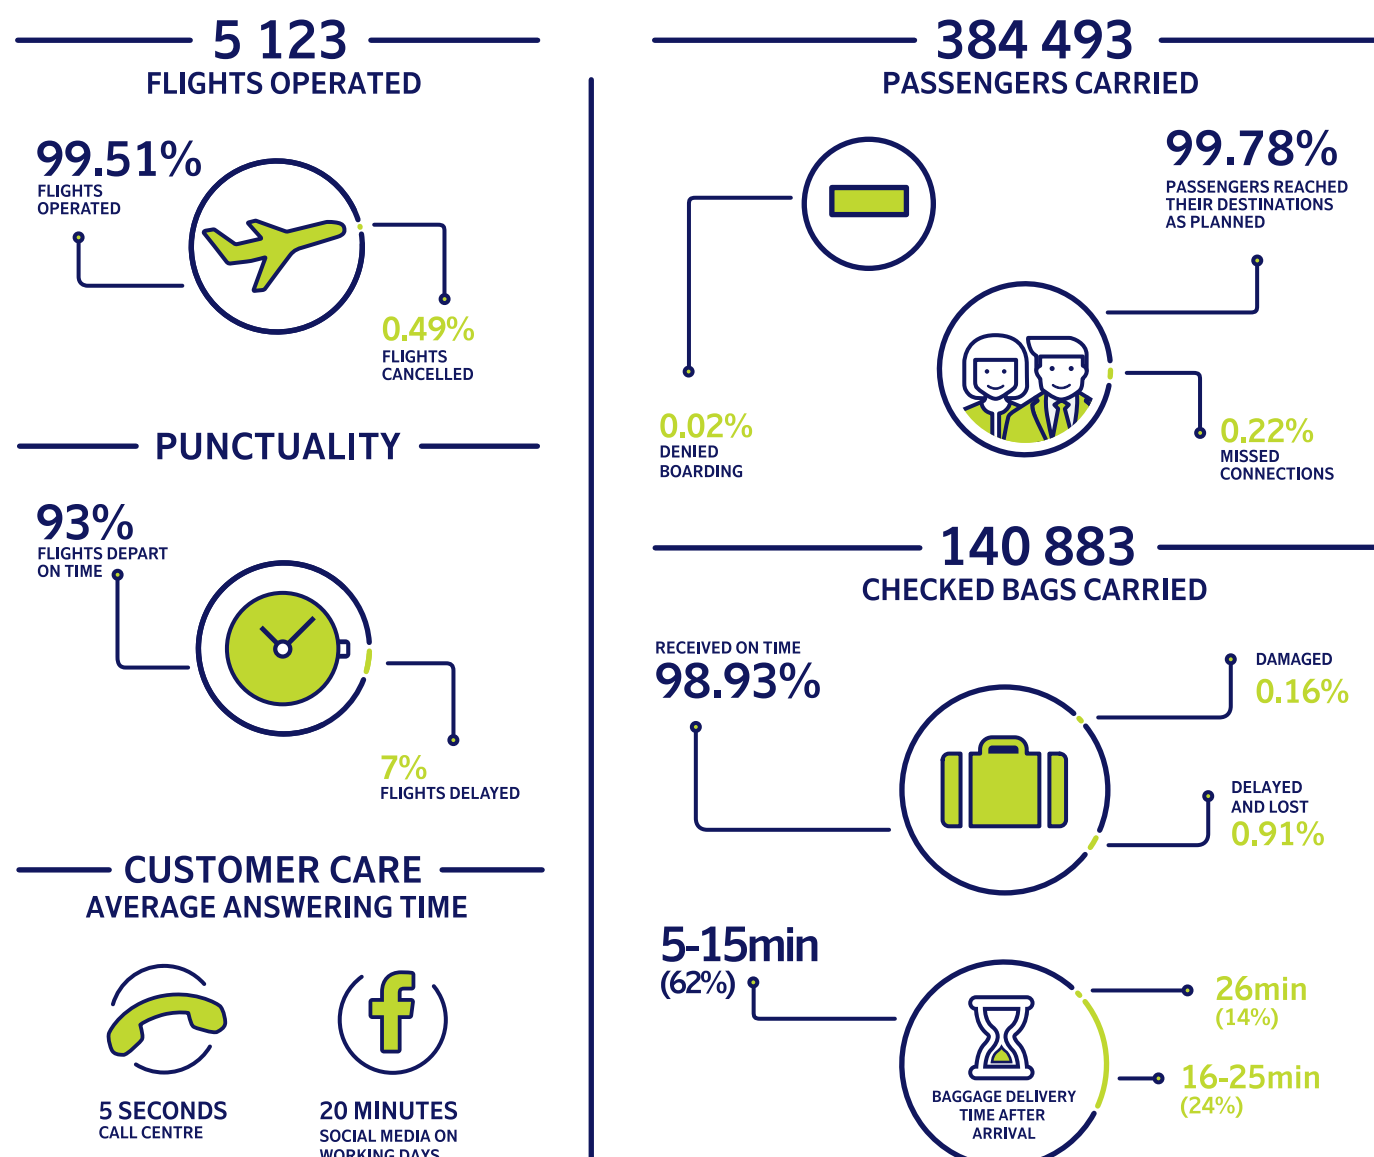 5 123
FLIGHTS OPERATED
99.51%
FLIGHTS
OPERATED
0.49%
FLIGHTS
CANCELLED
PUNCTUALITY
93%
FLIGHTS DEPART
ON TIME
7%
FLIGHTS DELAYED
CUSTOMER CARE
AVERAGE ANSWERING TIME
5 SECONDS
CALL CENTRE
20 MINUTES
SOCIAL MEDIA ON
WORKING DAYS
384 493
PASSENGERS CARRIED
99.78%
PASSENGERS REACHED
THEIR DESTINATIONS
AS PLANNED
0.02%
DENIED
BOARDING
0.22%
MISSED
CONNECTIONS
140 883
CHECKED BAGS CARRIED
RECEIVED ON TIME
98.93%
DAMAGED
0.16%
DELAYED
AND LOST
0.91%
5-15min
(62%)
26min
(14%)
16-25min
(24%)
BAGGAGE DELIVERY
TIME AFTER
ARRIVAL